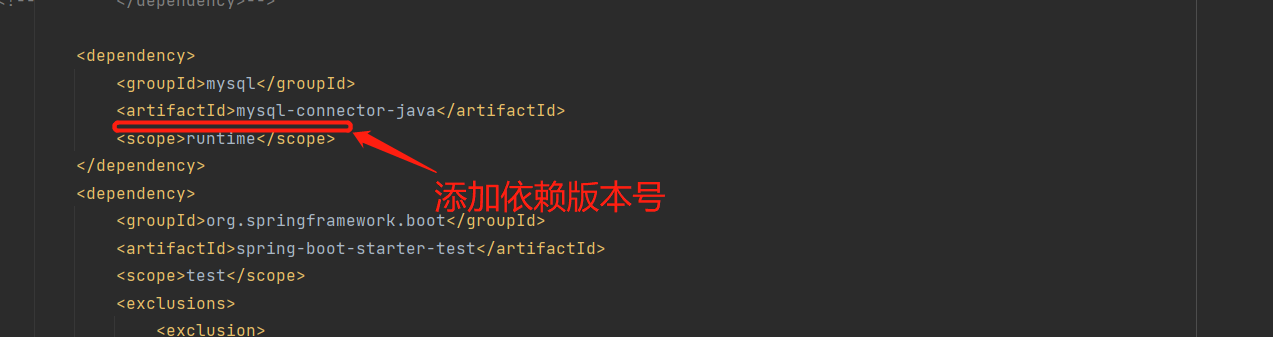 <!-- </dependency>-->
<dependency>
<groupId>mysql</groupId>
<artifactId>mysql-connector-java</artifactId>
<scope>runtime</scope>
</dependency>
添加依赖版本号
<dependency>
<groupId>org.springframework.boot</groupId>
<artifactId>spring-boot-starter-test</artifactId>
<scope>test</scope>
<exclusions>
<exclusion>